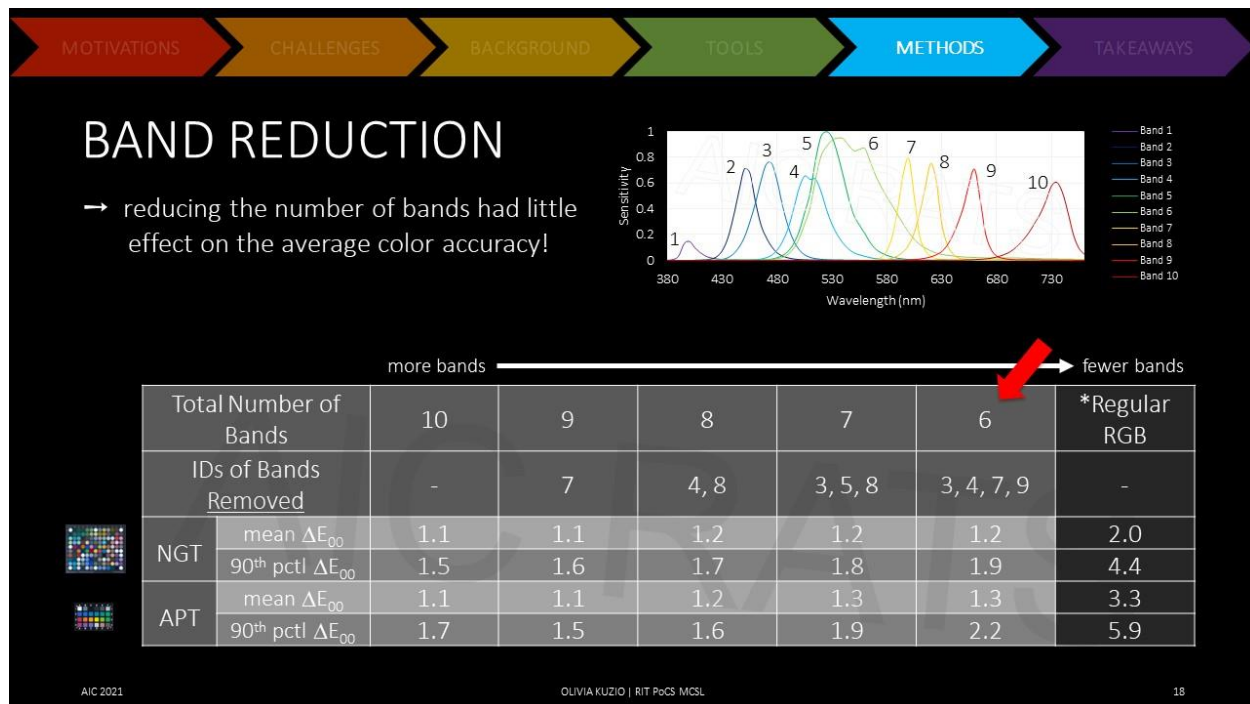 MOTIVATIONS CHALLENGES BACKGROUND TOOLS METHODS TAKEAWAYS
BAND REDUCTION
→ reducing the number of bands had little
effect on the average color accuracy!
Sensitivity
1
0.8
0.6
0.4
0.2
0
1 2 3 4 5 6 7 8 9 10
380 430 480 530 580 630 680 730
Wavelength (nm)
Band 1
Band 2
Band 3
Band 4
Band 5
Band 6
Band 7
Band 8
Band 9
Band 10
more bands fewer bands
Total Number of
Bands
10 9 8 7 6 *Regular
RGB
IDs of Bands
Removed
- 7 4, 8 3, 5, 8 3, 4, 7, 9 -
NGT
mean ΔE00 1.1 1.1 1.2 1.2 1.2 2.0
90th pctl ΔE00 1.5 1.6 1.7 1.8 1.9 4.4
APT
mean ΔE00 1.1 1.1 1.2 1.3 1.3 3.3
90th pctl ΔE00 1.7 1.5 1.6 1.9 2.2 5.9
AIC RATS
AIC 2021 OLIVIA KUZIO | RIT PoCS MCSL 18